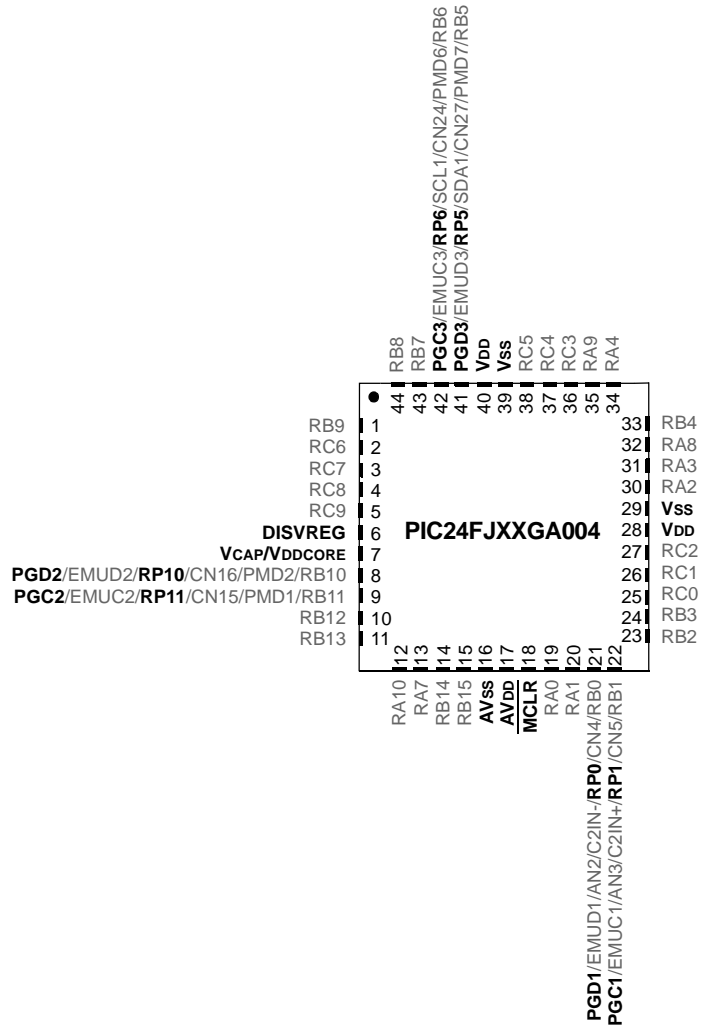 PGC3/EMUC3/RP6/SCL1/CN24/PMD6/RB6
PGD3/EMUD3/RP5/SDA1/CN27/PMD7/RB5
RB8
RB7
VDD
VSS
RC5
RC4
RC3
RA9
RA4
44
43
42
41
40
39
38
37
36
35
34
RB9 1
RC6 2
RC7 3
RC8 4
RC9 5
DISVREG 6
VCAP/VDDCORE 7
PGD2/EMUD2/RP10/CN16/PMD2/RB10 8
PGC2/EMUC2/RP11/CN15/PMD1/RB11 9
RB12 10
RB13 11
PIC24FJXXGA004
33 RB4
32 RA8
31 RA3
30 RA2
29 VSS
28 VDD
27 RC2
26 RC1
25 RC0
24 RB3
23 RB2
12
13
14
15
16
17
18
19
20
21
22
RA10
RA7
RB14
RB15
AVSS
AVDD
MCLR
RA0
RA1
PGD1/EMUD1/AN2/C2IN-/RP0/CN4/RB0
PGC1/EMUC1/AN3/C2IN+/RP1/CN5/RB1